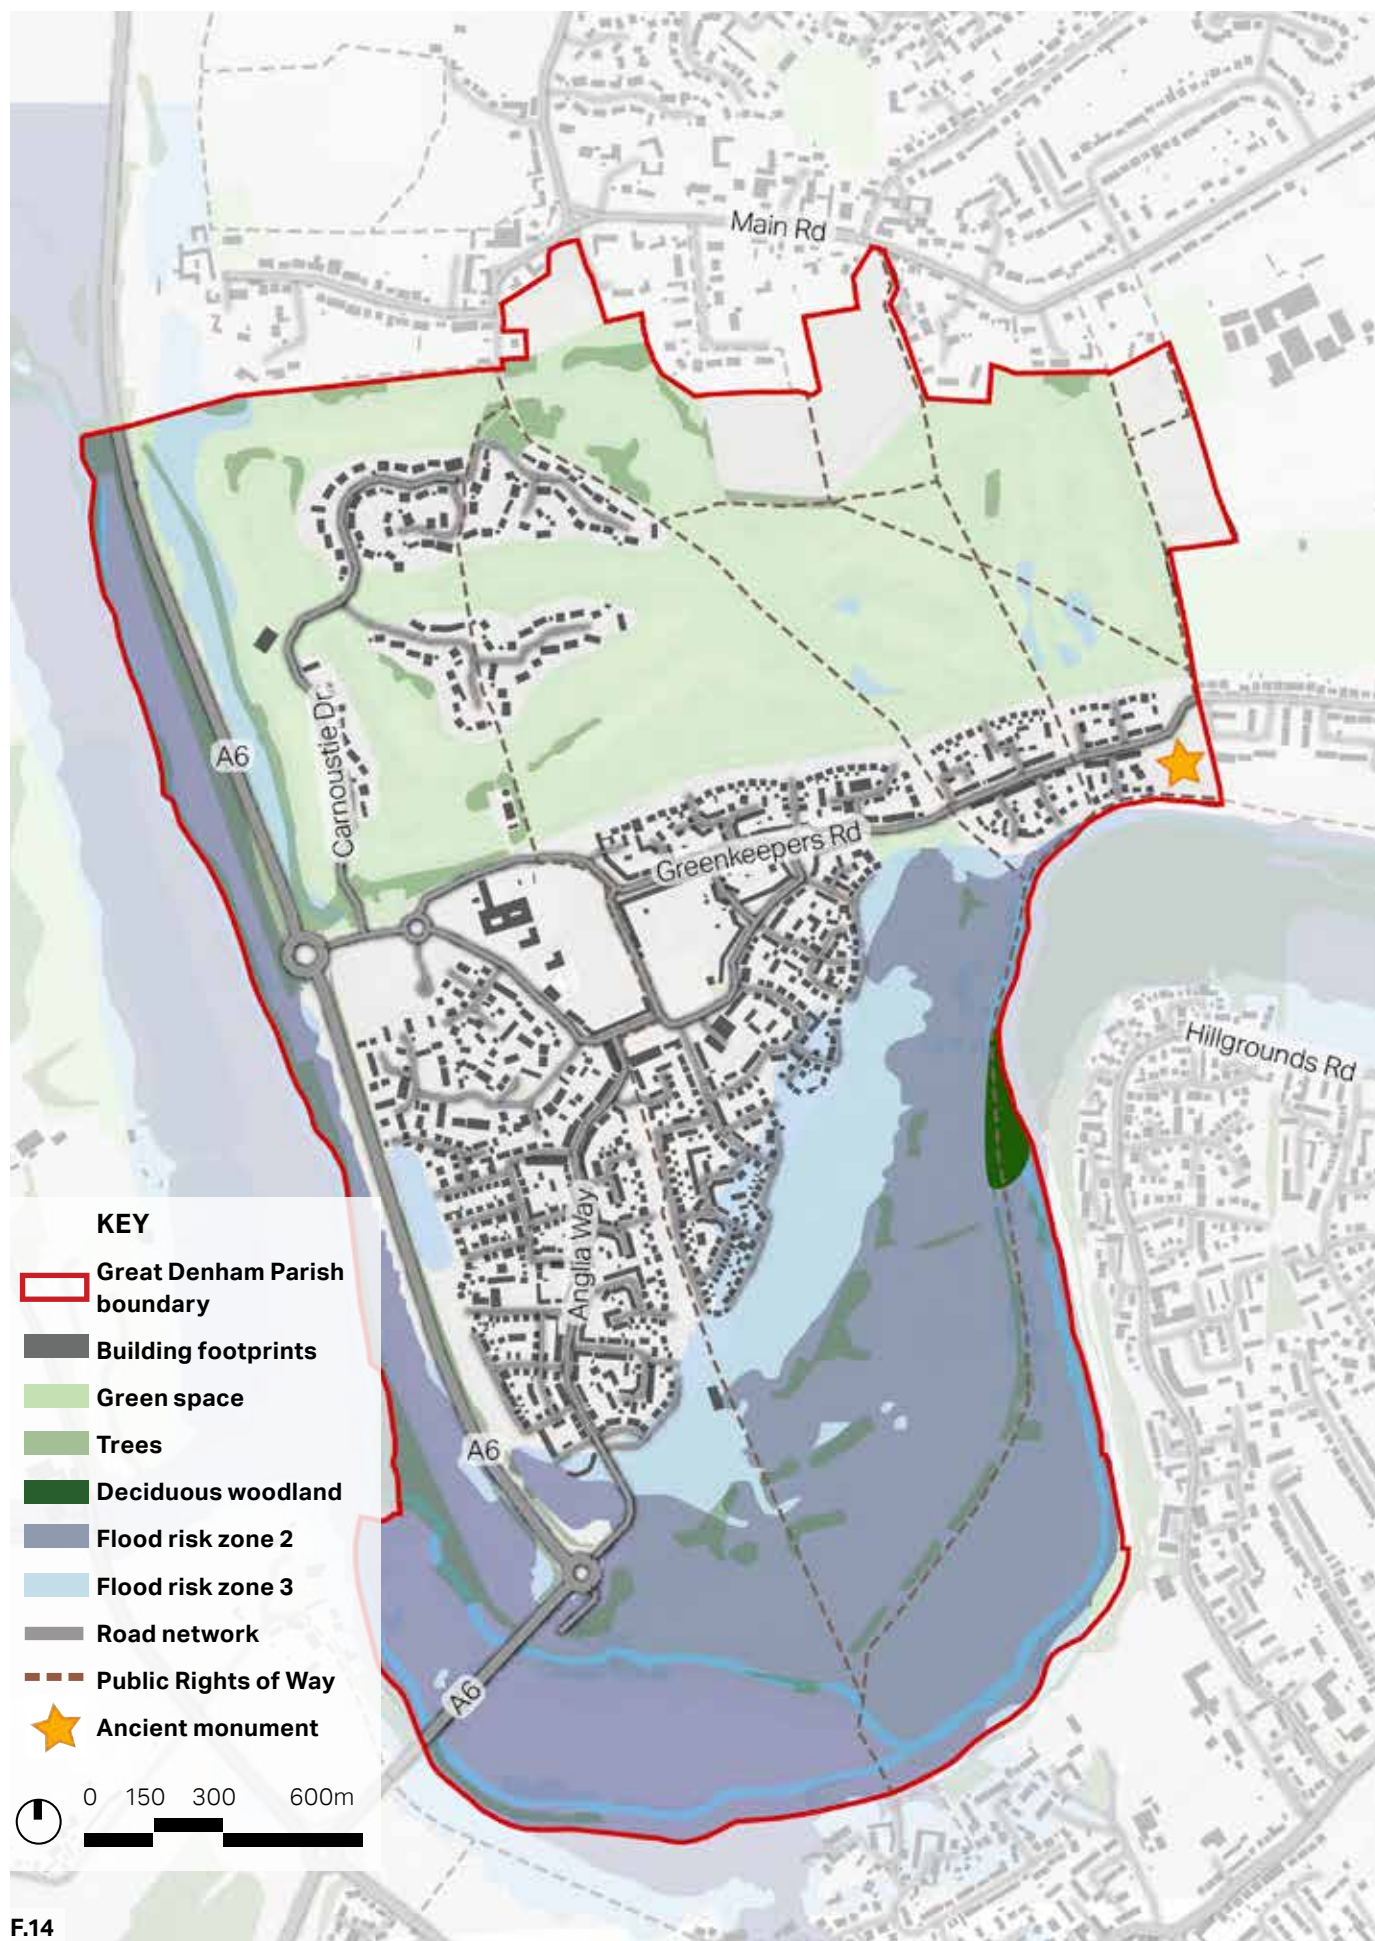 Main Rd
A6
Carnoustie Dr.
Greenkeepers Rd
Hillgrounds Rd
Anglia Way
A6
A6
KEY
Great Denham Parish
boundary
Building footprints
Green space
Trees
Deciduous woodland
Flood risk zone 2
Flood risk zone 3
Road network
Public Rights of Way
Ancient monument
0 150 300 600m
F.14